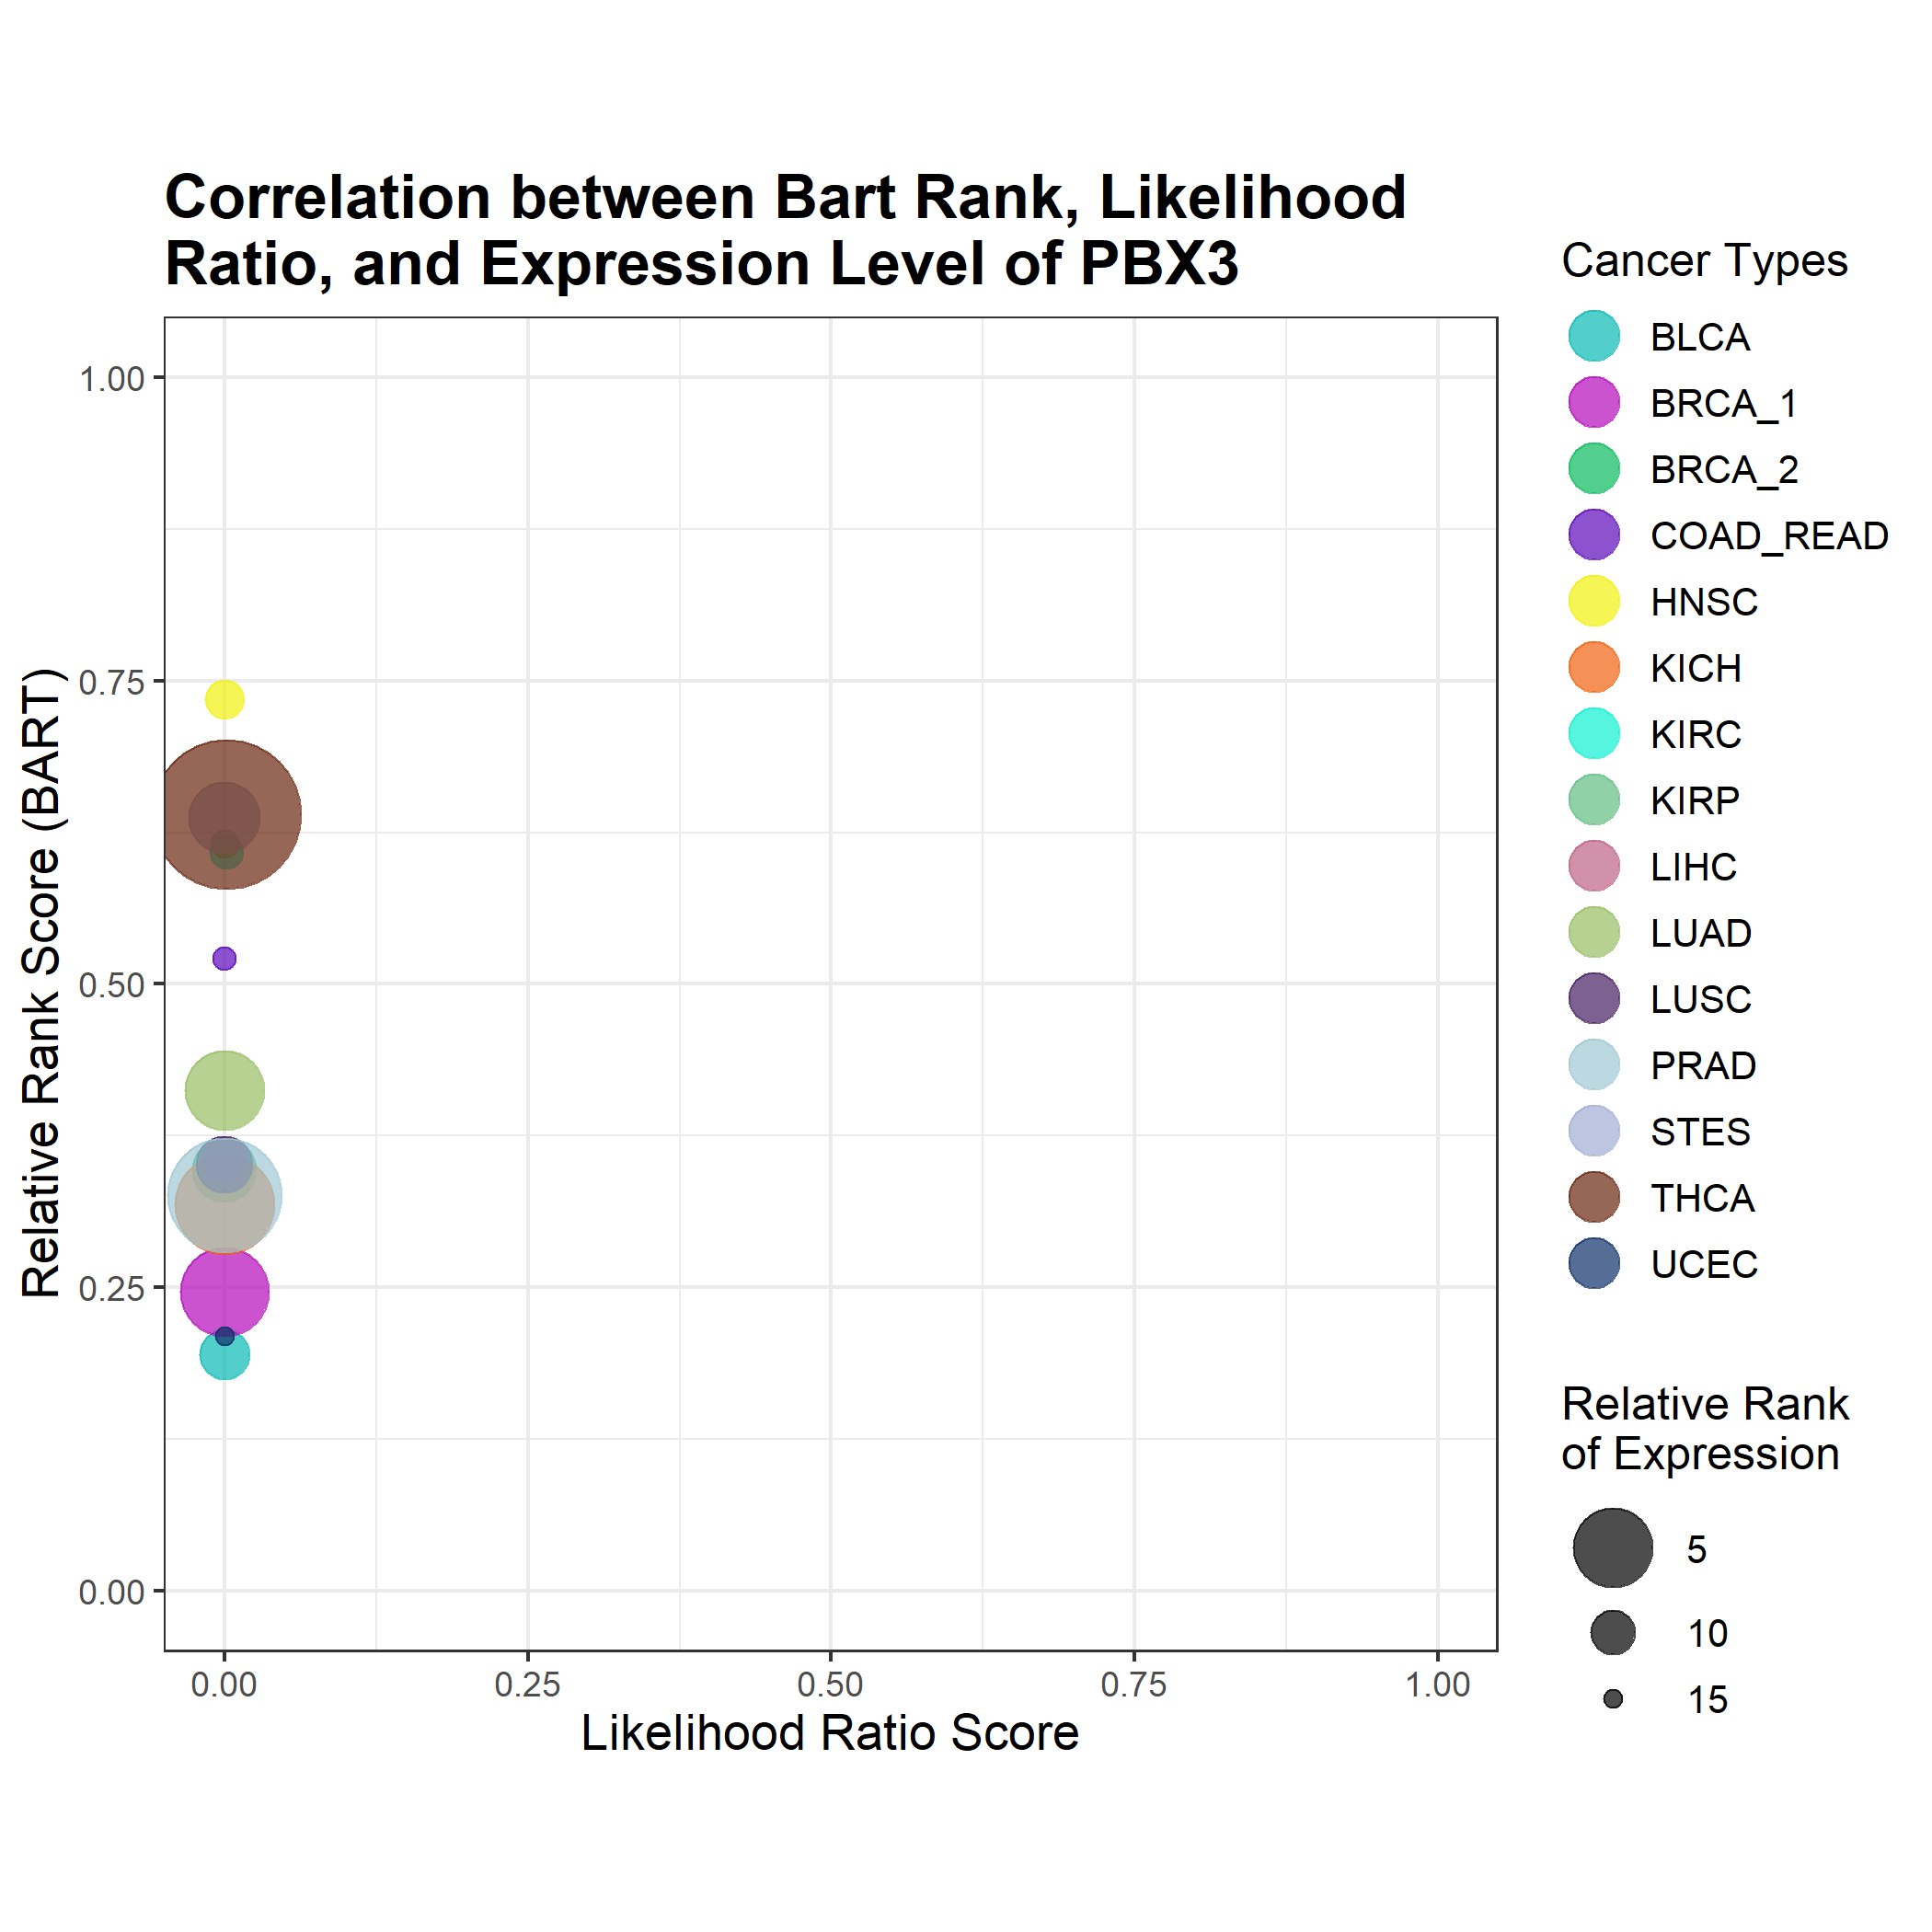 Correlation between Bart Rank, Likelihood
Ratio, and Expression Level of PBX3
Relative Rank Score (BART)
1.00
0.75
0.50
0.25
0.00
0.00 0.25 0.50 0.75 1.00
Likelihood Ratio Score
Cancer Types
BLCA
BRCA_1
BRCA_2
COAD_READ
HNSC
KICH
KIRC
KIRP
LIHC
LUAD
LUSC
PRAD
STES
THCA
UCEC
Relative Rank
of Expression
5
10
15